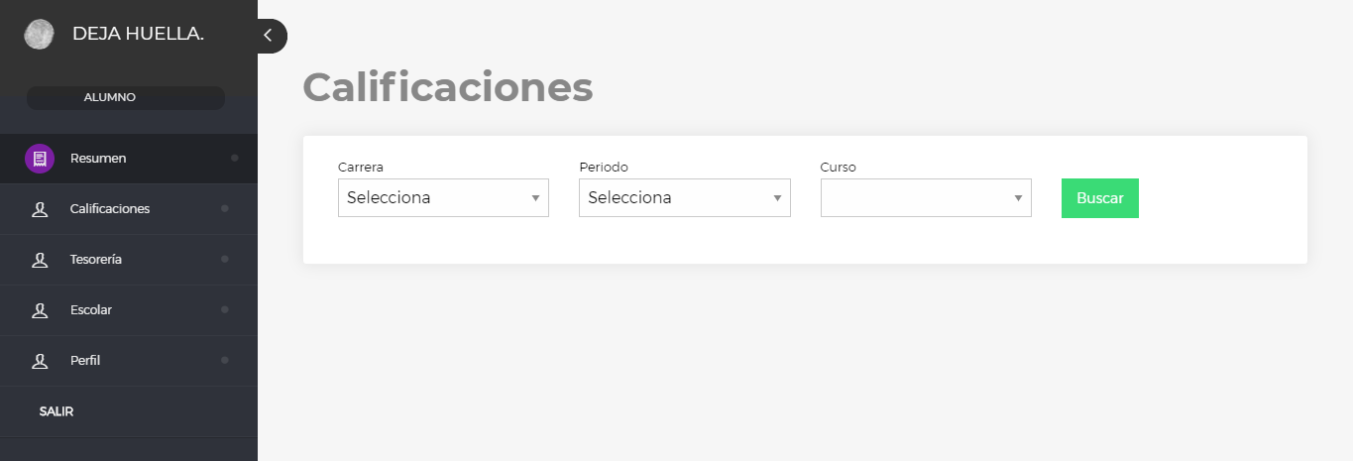 DEJA HUELLA.
ALUMNO
Resumen
Calificaciones
Tesorería
Escolar
Perfil
SALIR
Calificaciones
Carrera Periodo Curso
Selecciona Selecciona Buscar